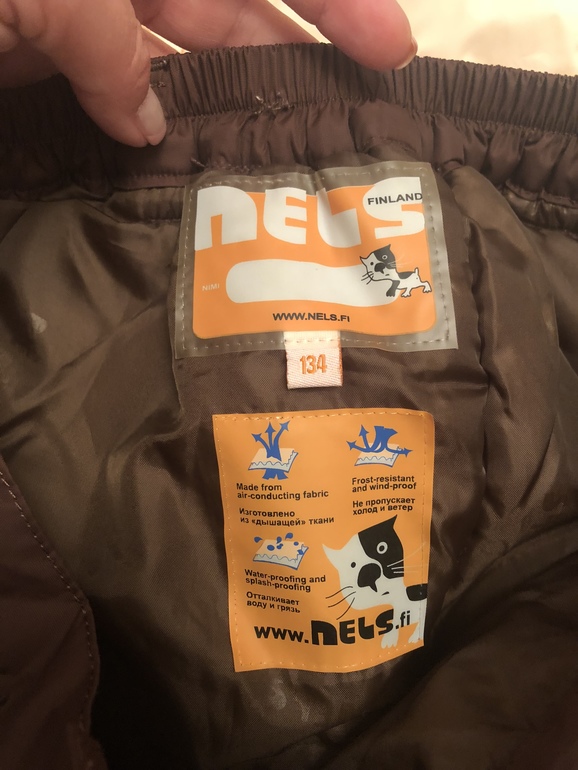 NELS
FINLAND
NIMI
WWW.NELS.FI
134
Made from
air-conducting fabric
Изготовлено
из «дышащей» ткани
Frost-resistant
and wind-proof
Не пропускает
холод и ветер
Water-proofing and
splash-proofing
Отталкивает
воду и грязь
www.NELS.fi